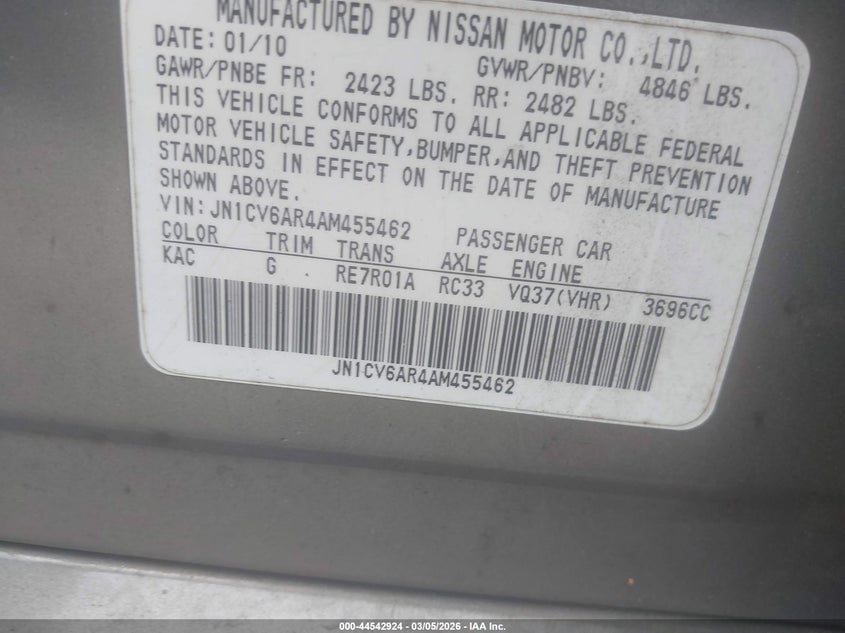 MANUFACTURED BY NISSAN MOTOR CO.,LTD.
DATE: 01/10 GVWR/PNBV: 4846 LBS.
GAWR/PNBE FR: 2423 LBS. RR: 2482 LBS.
THIS VEHICLE CONFORMS TO ALL APPLICABLE FEDERAL
MOTOR VEHICLE SAFETY,BUMPER,AND THEFT PREVENTION
STANDARDS IN EFFECT ON THE DATE OF MANUFACTURE
SHOWN ABOVE.
VIN:JN1CV6AR4AM455462 PASSENGER CAR
COLOR TRIM TRANS AXLE ENGINE
KAC G RE7R01A RC33 VQ37(VHR) 3696CC
JN1CV6AR4AM455462
000-44542924 - 03/05/2026 - IAA Inc.